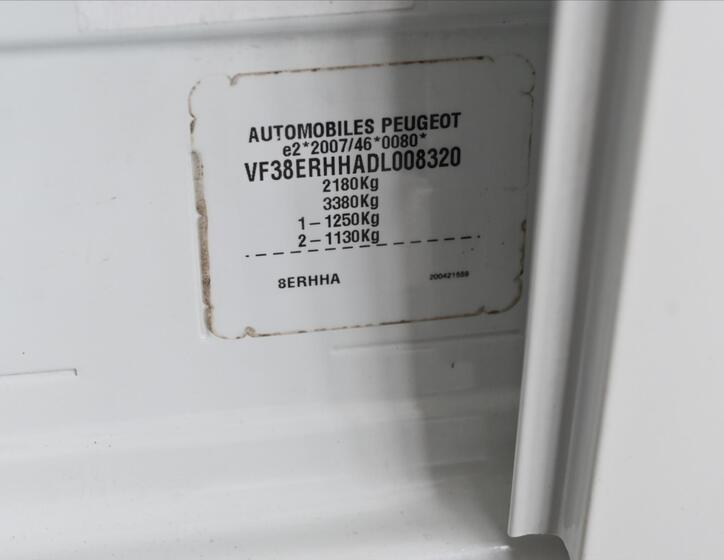 AUTOMOBILES PEUGEOT
e2*2007/46*0080*
VF38ERHHADL008320
2180Kg
3380Kg
1-1250Kg
2-1130Kg
8ERHHA 200421559